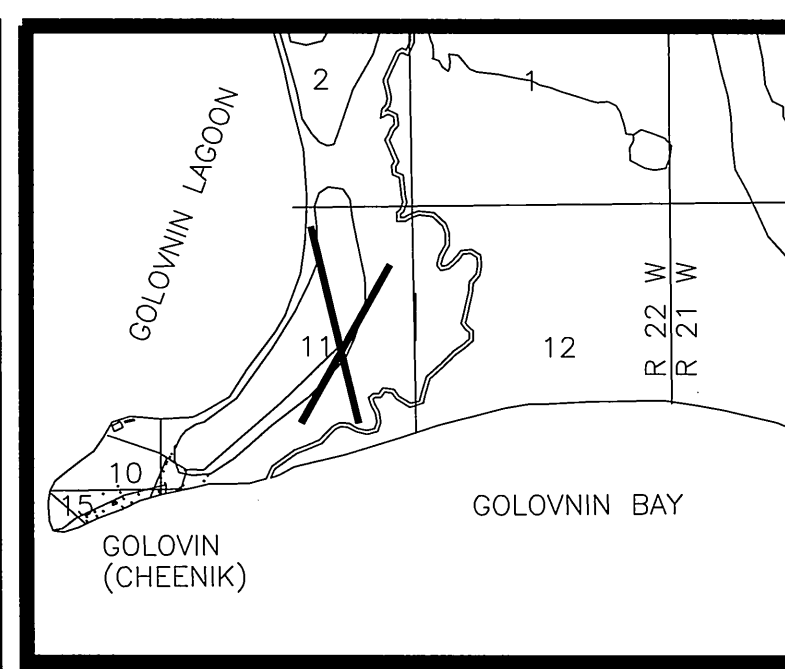 2
1
GOLOVNIN LAGOON
11
12
R 22 W
R 21 W
10
15
GOLOVNIN BAY
GOLOVIN
(CHEENIK)